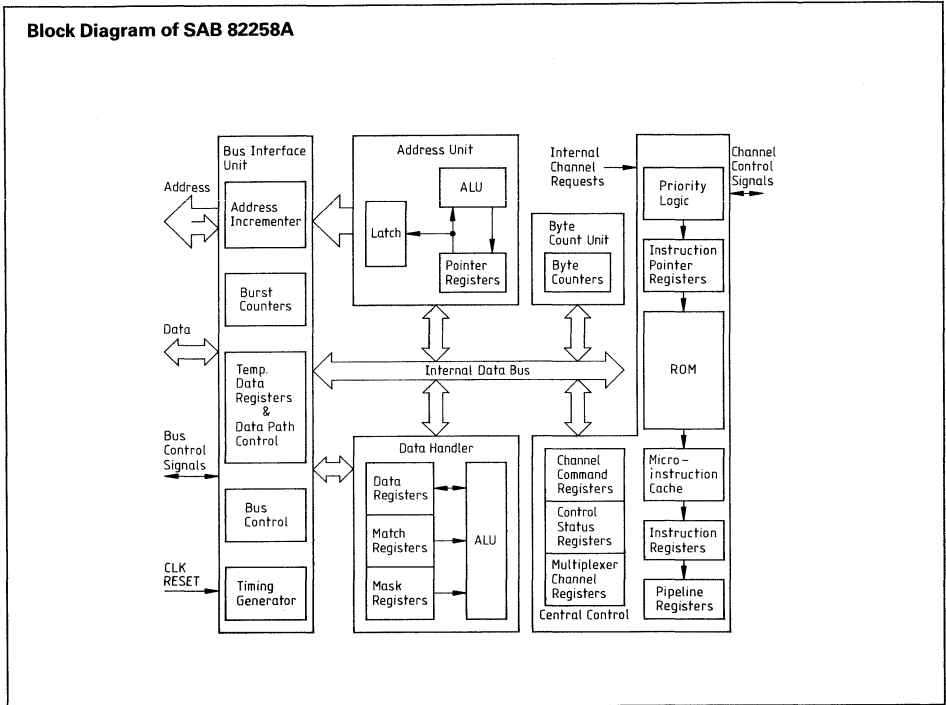 Block Diagram of SAB 82258A
Bus Interface
Unit
Address
Address
Incrementer
Burst
Counters
Data
Temp.
Data
Registers
&
Data Path
Control
Bus
Control
Signals
Bus
Control
CLK
RESET
Timing
Generator
Address Unit
ALU
Latch
Pointer
Registers
Internal
Channel
Requests
Byte
Count Unit
Byte
Counters
Channel
Control
Signals
Priority
Logic
Instruction
Pointer
Registers
ROM
Internal Data Bus
Data Handler
Data
Registers
Match
Registers
Mask
Registers
ALU
Channel
Command
Registers
Control
Status
Registers
Multiplexer
Channel
Registers
Central Control
Micro-
instruction
Cache
Instruction
Registers
Pipeline
Registers